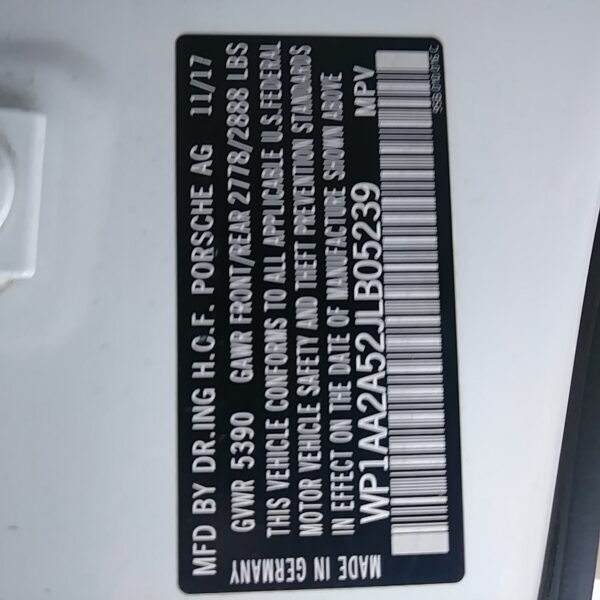 MFD BY DR.ING H.C.F. PORSCHE AG 11/17
GVWR 5390 GAWR FRONT/REAR 2778/2888 LBS
THIS VEHICLE CONFORMS TO ALL APPLICABLE U.S.FEDERAL
MOTOR VEHICLE SAFETY AND THEFT PREVENTION STANDARDS
IN EFFECT ON THE DATE OF MANUFACTURE SHOWN ABOVE
WP1AA2A52JLB05239 MPV
MADE IN GERMANY